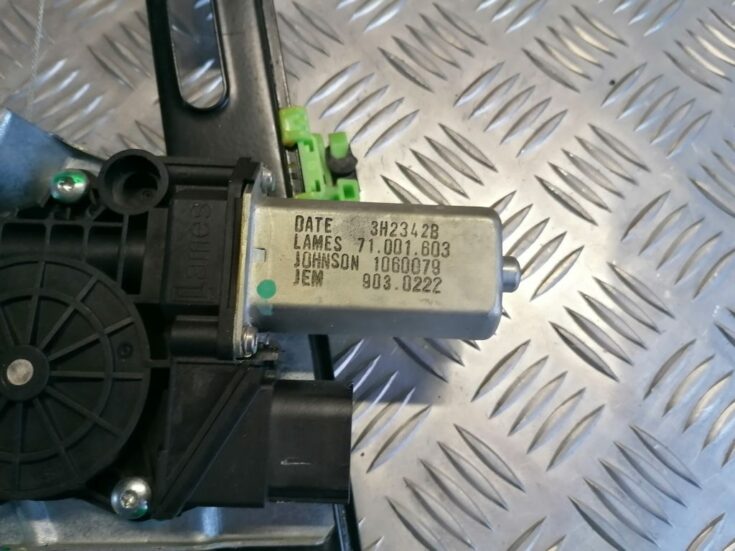 DATE 3H2342B
LAMES 71.001.603
JOHNSON 1060079
JEM 903.0222
Lames